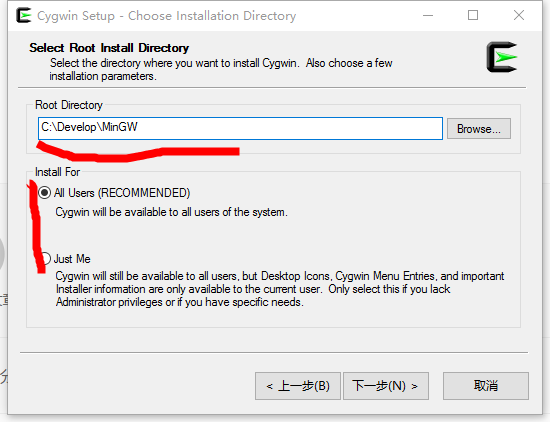 Cygwin Setup - Choose Installation Directory
Select Root Install Directory
Select the directory where you want to install Cygwin. Also choose a few
installation parameters.
Root Directory
C:\Develop\MinGW
Browse...
Install For
All Users (RECOMMENDED)
Cygwin will be available to all users of the system.
Just Me
Cygwin will still be available to all users, but Desktop Icons, Cygwin Menu Entries, and important
Installer information are only available to the current user. Only select this if you lack
Administrator privileges or if you have specific needs.
< 上一步(B)
下一步(N) >
取消